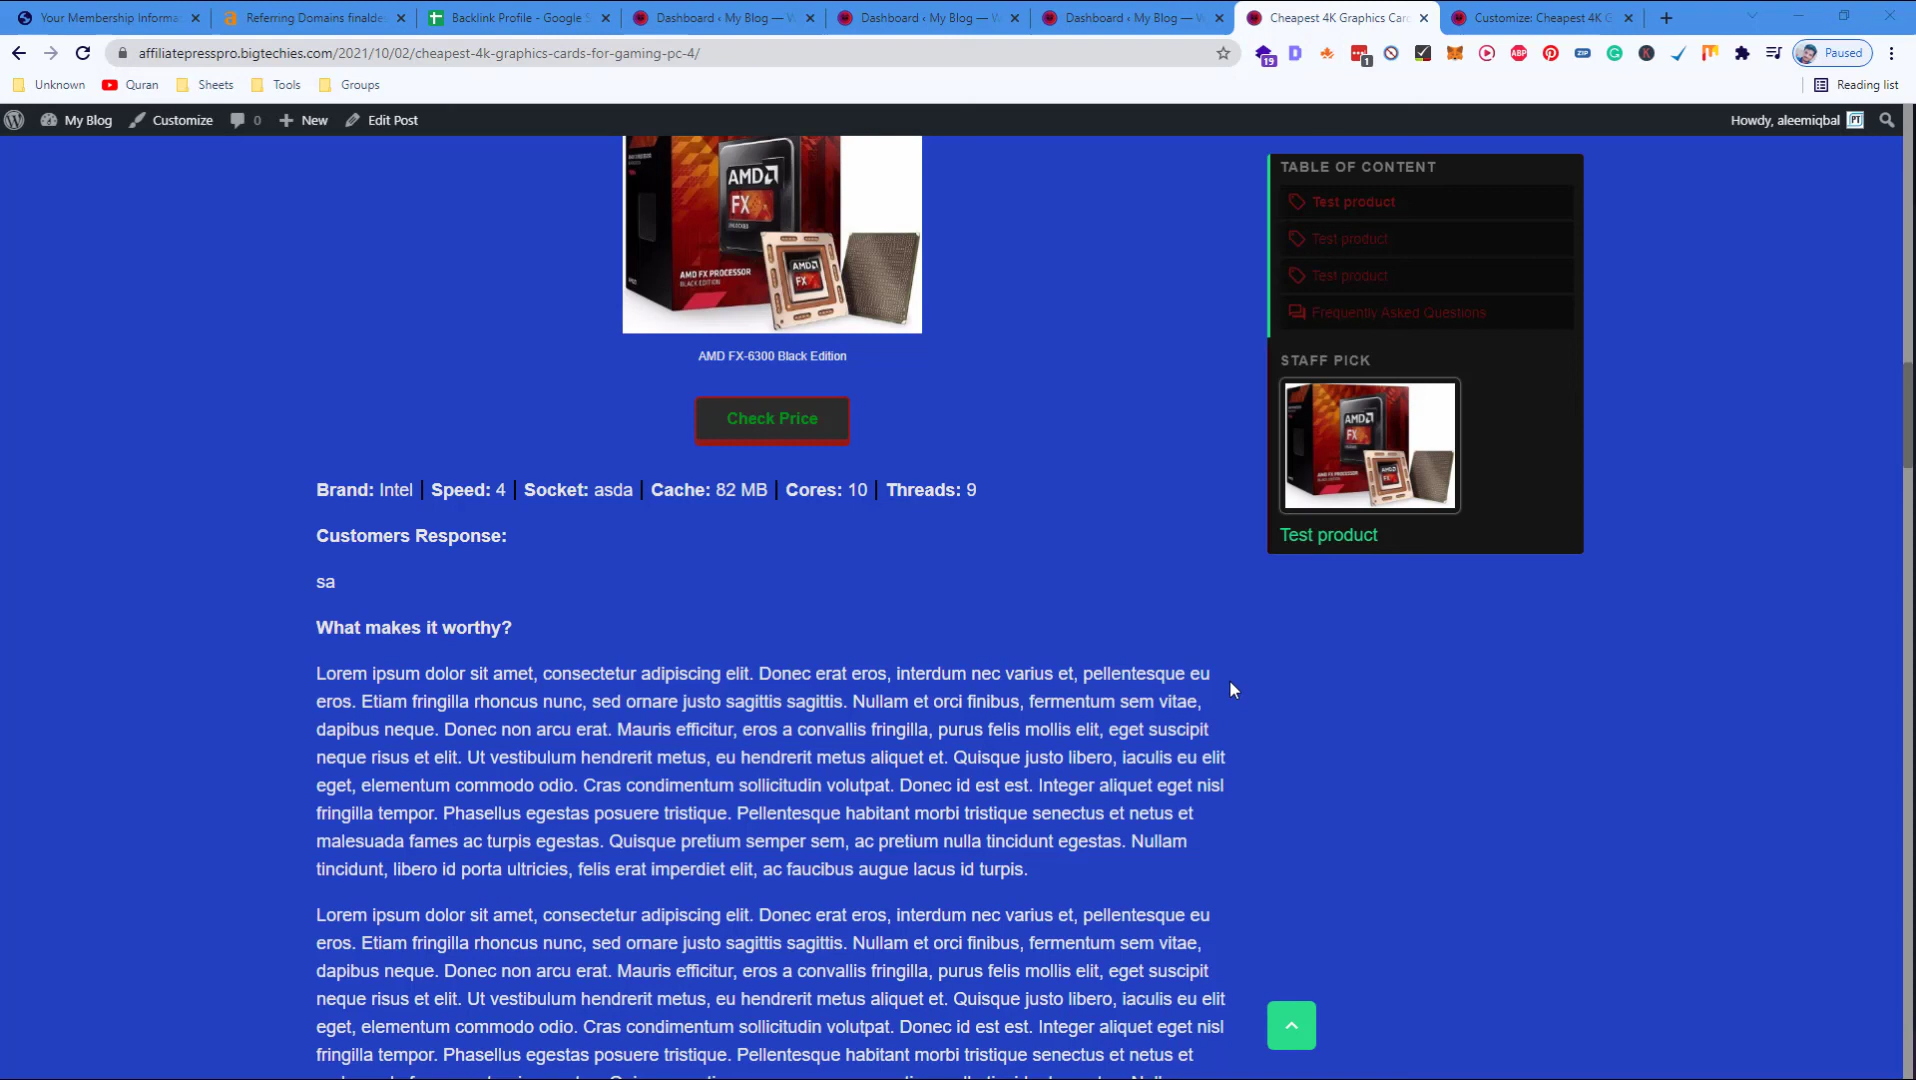 Your Membership Informa
Referring Domains finalde
Backlink Profile - Google S
Dashboard ‹ My Blog — W
Dashboard ‹ My Blog — W
Dashboard ‹ My Blog — W
Cheapest 4K Graphics Car
Customize: Cheapest 4K G
affiliatepresspro.bigtechies.com/2021/10/02/cheapest-4k-graphics-cards-for-gaming-pc-4/
19
1
ABP
ZIP
Paused
Unknown
Quran
Sheets
Tools
Groups
Reading list
My Blog
Customize
0
New
Edit Post
Howdy, aleemiqbal
AMD
FX
UNLOCKED
AMD FX PROCESSOR
BLACK EDITION
AMD
FX
AMD FX-6300 Black Edition
Check Price
Brand: Intel | Speed: 4 | Socket: asda | Cache: 82 MB | Cores: 10 | Threads: 9
Customers Response:
sa
What makes it worthy?
Lorem ipsum dolor sit amet, consectetur adipiscing elit. Donec erat eros, interdum nec varius et, pellentesque eu
eros. Etiam fringilla rhoncus nunc, sed ornare justo sagittis sagittis. Nullam et orci finibus, fermentum sem vitae,
dapibus neque. Donec non arcu erat. Mauris efficitur, eros a convallis fringilla, purus felis mollis elit, eget suscipit
neque risus et elit. Ut vestibulum hendrerit metus, eu hendrerit metus aliquet et. Quisque justo libero, iaculis eu elit
eget, elementum commodo odio. Cras condimentum sollicitudin volutpat. Donec id est est. Integer aliquet eget nisl
fringilla tempor. Phasellus egestas posuere tristique. Pellentesque habitant morbi tristique senectus et netus et
malesuada fames ac turpis egestas. Quisque pretium semper sem, ac pretium nulla tincidunt egestas. Nullam
tincidunt, libero id porta ultricies, felis erat imperdiet elit, ac faucibus augue lacus id turpis.
Lorem ipsum dolor sit amet, consectetur adipiscing elit. Donec erat eros, interdum nec varius et, pellentesque eu
eros. Etiam fringilla rhoncus nunc, sed ornare justo sagittis sagittis. Nullam et orci finibus, fermentum sem vitae,
dapibus neque. Donec non arcu erat. Mauris efficitur, eros a convallis fringilla, purus felis mollis elit, eget suscipit
neque risus et elit. Ut vestibulum hendrerit metus, eu hendrerit metus aliquet et. Quisque justo libero, iaculis eu elit
eget, elementum commodo odio. Cras condimentum sollicitudin volutpat. Donec id est est. Integer aliquet eget nisl
fringilla tempor. Phasellus egestas posuere tristique. Pellentesque habitant morbi tristique senectus et netus et
TABLE OF CONTENT
Test product
Test product
Test product
Frequently Asked Questions
STAFF PICK
AMD
FX
Test product